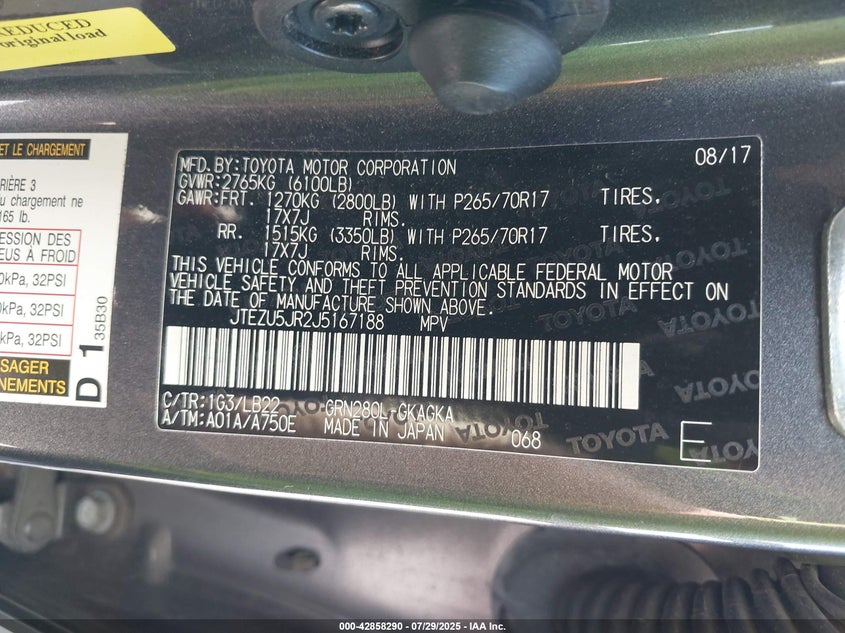 REDUCED
original load
ET LE CHARGEMENT
RIÈRE 3
u chargement ne
165 lb.
ESSION DES
EUS À FROID
0kPa, 32PSI
0kPa, 32PSI
kPa, 32PSI
SAGER
NEMENTS
D 1
35B30
MFD.BY:TOYOTA MOTOR CORPORATION 08/17
GVWR:2765KG (6100LB)
GAWR:FRT. 1270KG (2800LB) WITH P265/70R17 TIRES.
17X7J RIMS.
RR. 1515KG (3350LB) WITH P265/70R17 TIRES.
17X7J RIMS.
THIS VEHICLE CONFORMS TO ALL APPLICABLE FEDERAL MOTOR
VEHICLE SAFETY AND THEFT PREVENTION STANDARDS IN EFFECT ON
THE DATE OF MANUFACTURE SHOWN ABOVE.
JTEZU5JR2J5167188 MPV
C/TR:1G3/LB22 GRN280L-GKAGKA
A/TM:A01A/A750E MADE IN JAPAN 068
E
TOYOTA
000-42858290 - 07/29/2025 - IAA Inc.